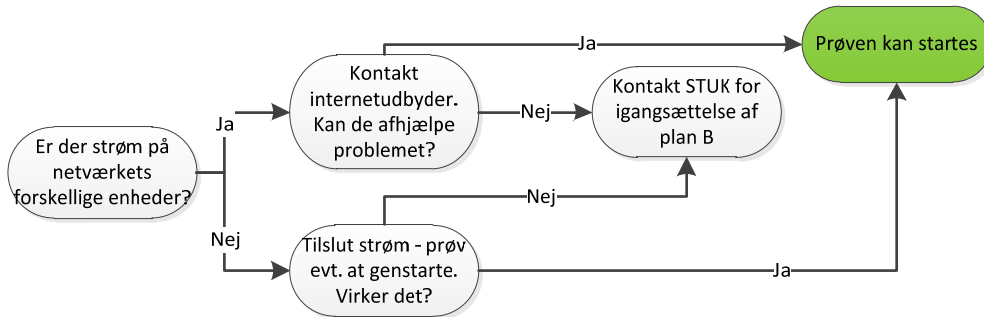 Er der strøm på
netværkets
forskellige enheder?
Ja
Nej
Kontakt
internetudbyder.
Kan de afhjælpe
problemet?
Ja
Nej
Tilslut strøm - prøv
evt. at genstarte.
Virker det?
Nej
Ja
Kontakt STUK for
igangsættelse af
plan B
Prøven kan startes